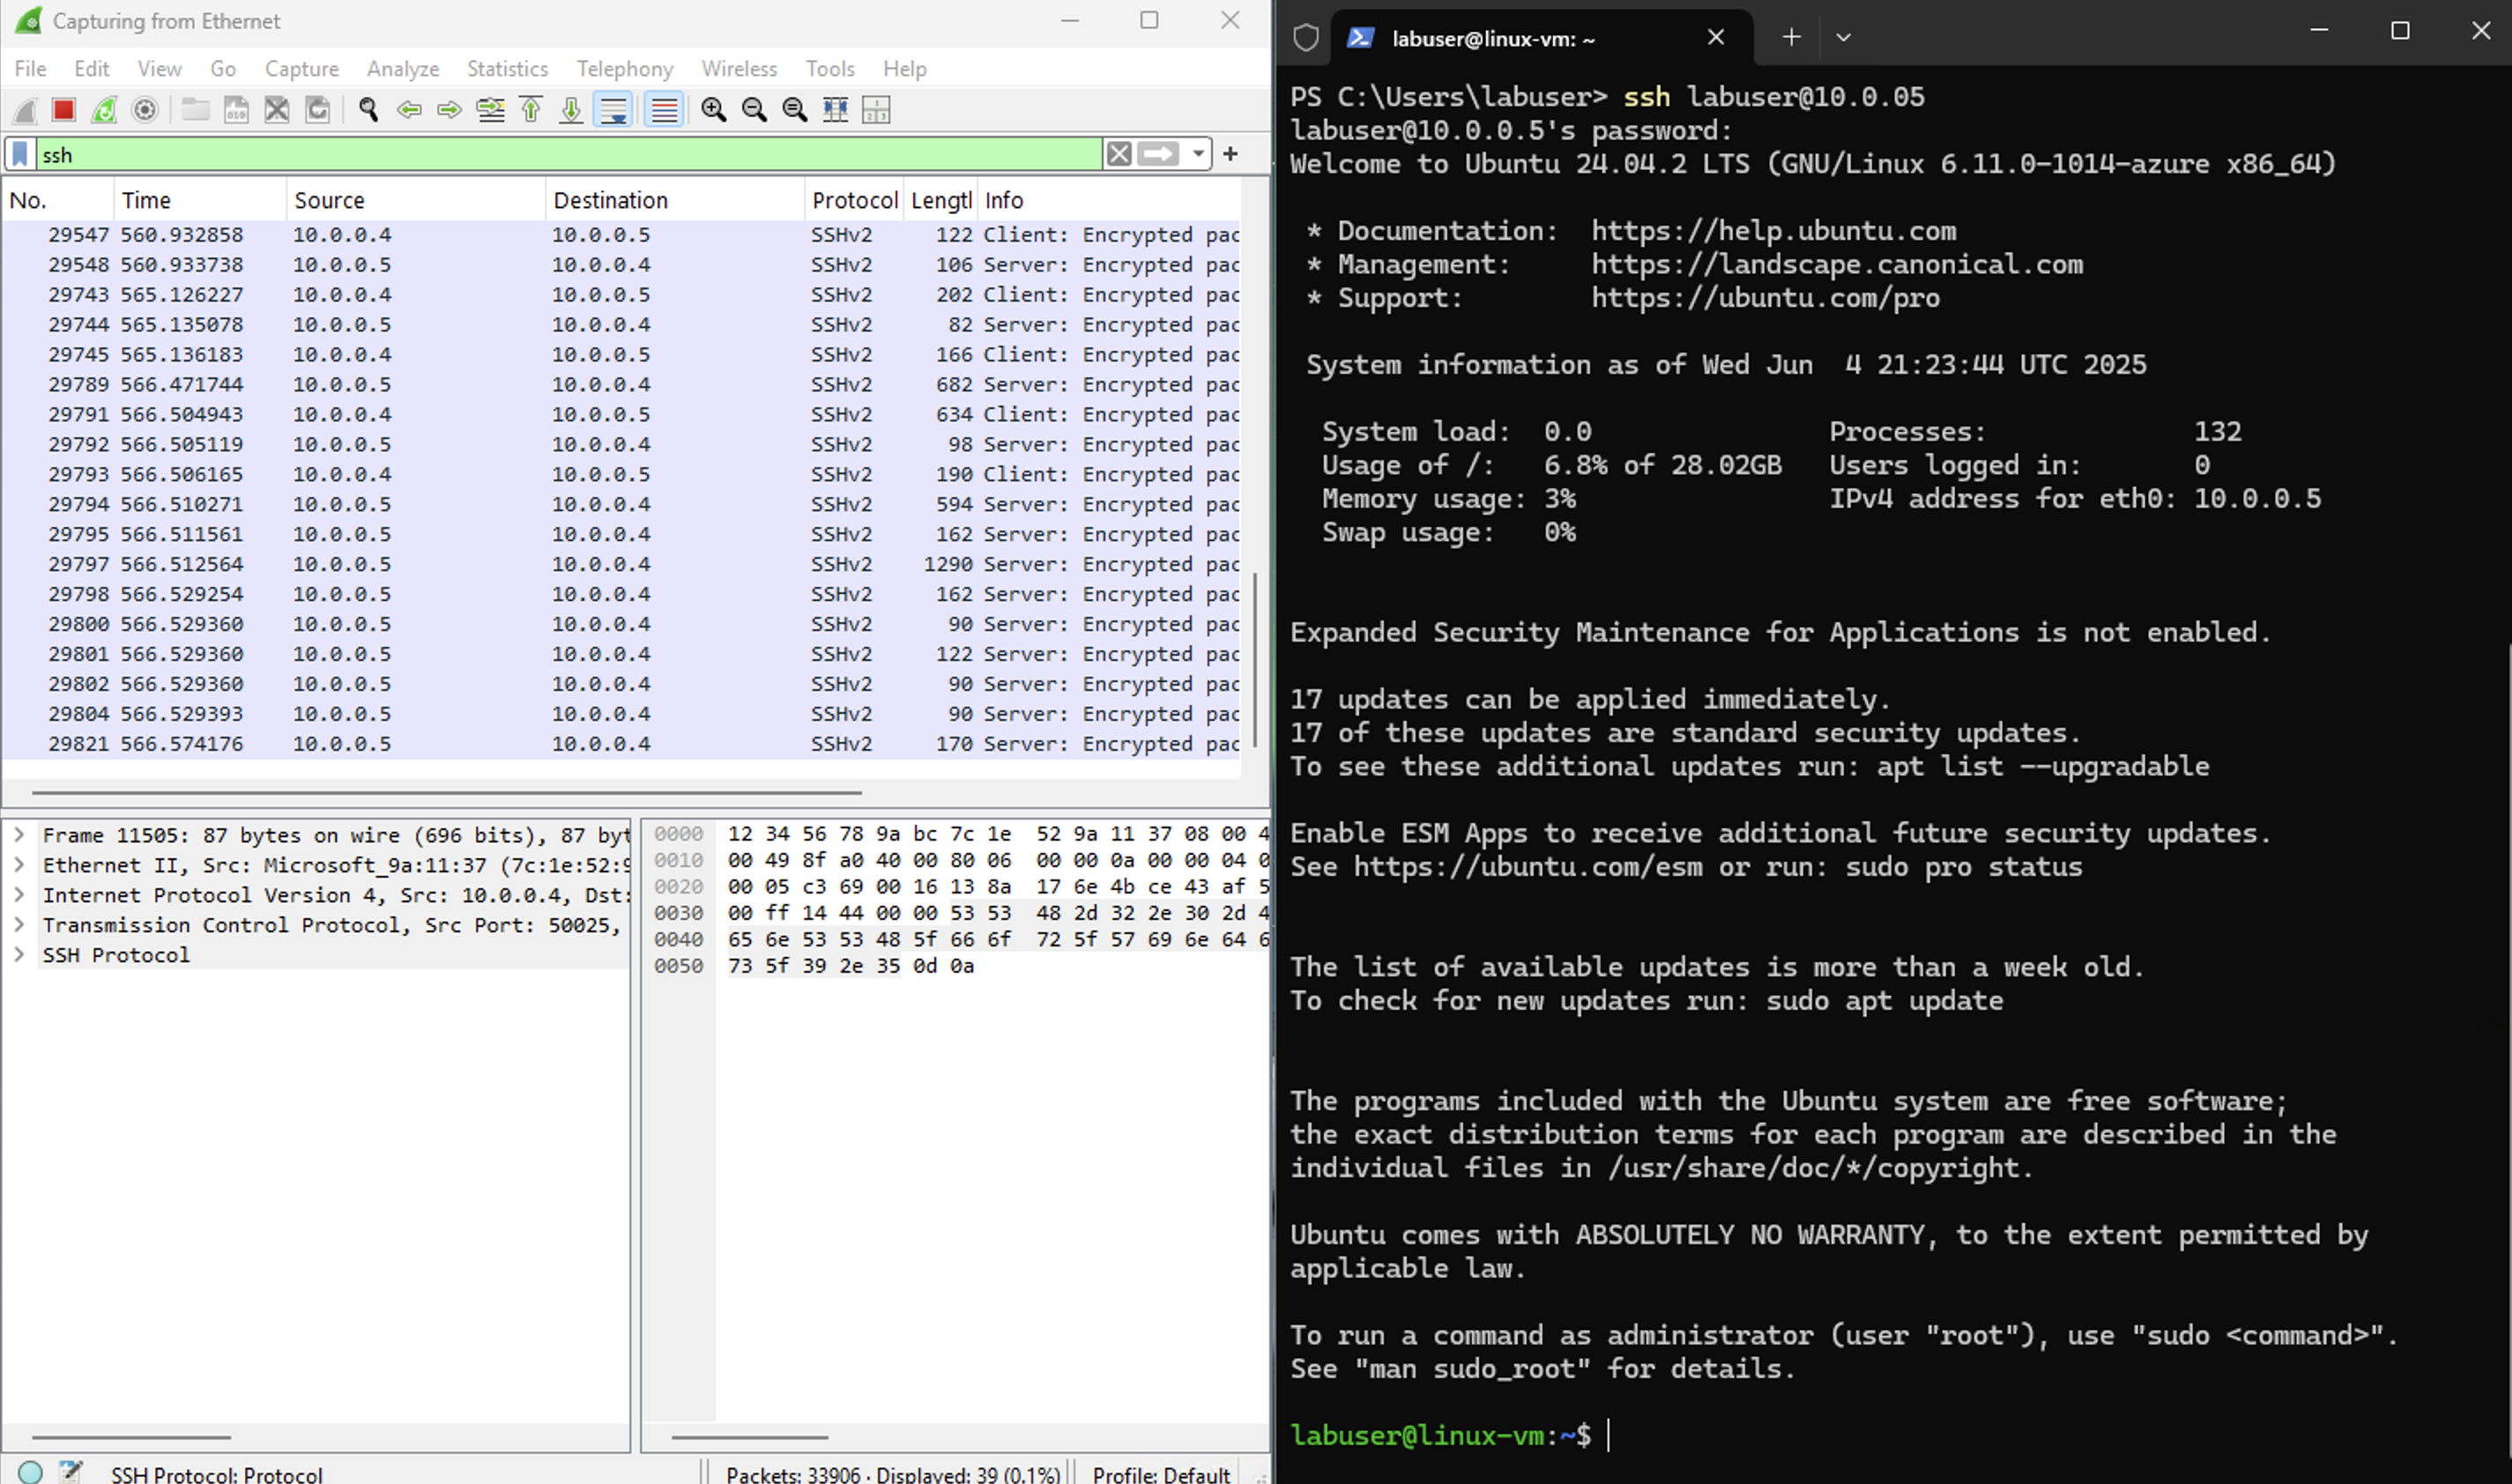 Capturing from Ethernet
File Edit View Go Capture Analyze Statistics Telephony Wireless Tools Help
ssh
No. Time Source Destination Protocol Lengtl Info
29547 560.932858 10.0.0.4 10.0.0.5 SSHv2 122 Client: Encrypted pac
29548 560.933738 10.0.0.5 10.0.0.4 SSHv2 106 Server: Encrypted pac
29743 565.126227 10.0.0.4 10.0.0.5 SSHv2 202 Client: Encrypted pac
29744 565.135078 10.0.0.5 10.0.0.4 SSHv2 82 Server: Encrypted pac
29745 565.136183 10.0.0.4 10.0.0.5 SSHv2 166 Client: Encrypted pac
29789 566.471744 10.0.0.5 10.0.0.4 SSHv2 682 Server: Encrypted pac
29791 566.504943 10.0.0.4 10.0.0.5 SSHv2 634 Client: Encrypted pac
29792 566.505119 10.0.0.5 10.0.0.4 SSHv2 98 Server: Encrypted pac
29793 566.506165 10.0.0.4 10.0.0.5 SSHv2 190 Client: Encrypted pac
29794 566.510271 10.0.0.5 10.0.0.4 SSHv2 594 Server: Encrypted pac
29795 566.511561 10.0.0.5 10.0.0.4 SSHv2 162 Server: Encrypted pac
29797 566.512564 10.0.0.5 10.0.0.4 SSHv2 1290 Server: Encrypted pac
29798 566.529254 10.0.0.5 10.0.0.4 SSHv2 162 Server: Encrypted pac
29800 566.529360 10.0.0.5 10.0.0.4 SSHv2 90 Server: Encrypted pac
29801 566.529360 10.0.0.5 10.0.0.4 SSHv2 122 Server: Encrypted pac
29802 566.529360 10.0.0.5 10.0.0.4 SSHv2 90 Server: Encrypted pac
29804 566.529393 10.0.0.5 10.0.0.4 SSHv2 90 Server: Encrypted pac
29821 566.574176 10.0.0.5 10.0.0.4 SSHv2 170 Server: Encrypted pac
Frame 11505: 87 bytes on wire (696 bits), 87 byt
Ethernet II, Src: Microsoft_9a:11:37 (7c:1e:52:9
Internet Protocol Version 4, Src: 10.0.0.4, Dst:
Transmission Control Protocol, Src Port: 50025,
SSH Protocol
0000 12 34 56 78 9a bc 7c 1e 52 9a 11 37 08 00 4
0010 00 49 8f a0 40 00 80 06 00 00 0a 00 00 04 0
0020 00 05 c3 69 00 16 13 8a 17 6e 4b ce 43 af 5
0030 00 ff 14 44 00 00 53 53 48 2d 32 2e 30 2d 4
0040 65 6e 53 53 48 5f 66 6f 72 5f 57 69 6e 64 6
0050 73 5f 39 2e 35 0d 0a
SSH Protocol: Protocol
Packets: 33906 · Displayed: 39 (0.1%)
Profile: Default
labuser@linux-vm: ~
PS C:\Users\labuser> ssh labuser@10.0.05
labuser@10.0.0.5's password:
Welcome to Ubuntu 24.04.2 LTS (GNU/Linux 6.11.0-1014-azure x86_64)
* Documentation: https://help.ubuntu.com
* Management: https://landscape.canonical.com
* Support: https://ubuntu.com/pro
System information as of Wed Jun 4 21:23:44 UTC 2025
System load: 0.0 Processes: 132
Usage of /: 6.8% of 28.02GB Users logged in: 0
Memory usage: 3% IPv4 address for eth0: 10.0.0.5
Swap usage: 0%
Expanded Security Maintenance for Applications is not enabled.
17 updates can be applied immediately.
17 of these updates are standard security updates.
To see these additional updates run: apt list --upgradable
Enable ESM Apps to receive additional future security updates.
See https://ubuntu.com/esm or run: sudo pro status
The list of available updates is more than a week old.
To check for new updates run: sudo apt update
The programs included with the Ubuntu system are free software;
the exact distribution terms for each program are described in the
individual files in /usr/share/doc/*/copyright.
Ubuntu comes with ABSOLUTELY NO WARRANTY, to the extent permitted by
applicable law.
To run a command as administrator (user "root"), use "sudo <command>".
See "man sudo_root" for details.
labuser@linux-vm:~$